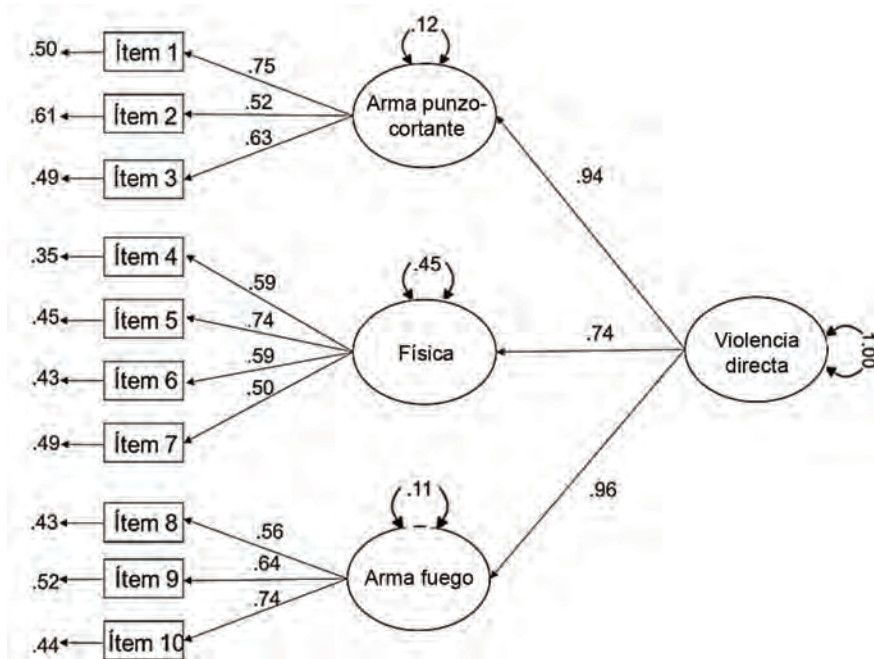 .12
.50
Ítem 1
.75
Arma punzo-
cortante
.61
Ítem 2
.52
.63
.49
Ítem 3
.94
.35
Ítem 4
.59
.45
.45
Ítem 5
.74
Física
.74
Violencia
directa
1.00
.43
Ítem 6
.59
.50
.49
Ítem 7
.96
.11
.43
Ítem 8
.56
.52
Ítem 9
.64
Arma fuego
.74
.44
Ítem 10